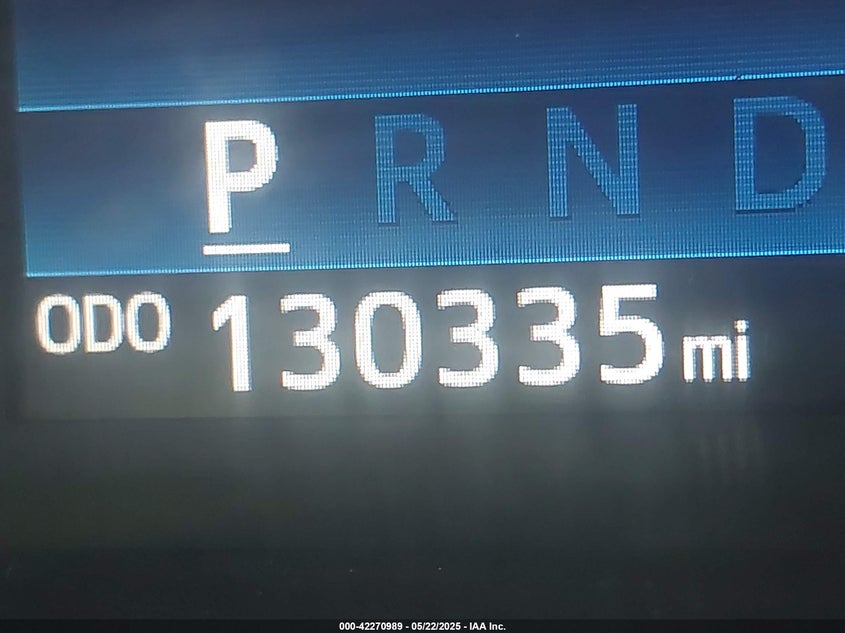 P R N D
ODO 130335 mi
000-42270989 - 05/22/2025 - IAA Inc.